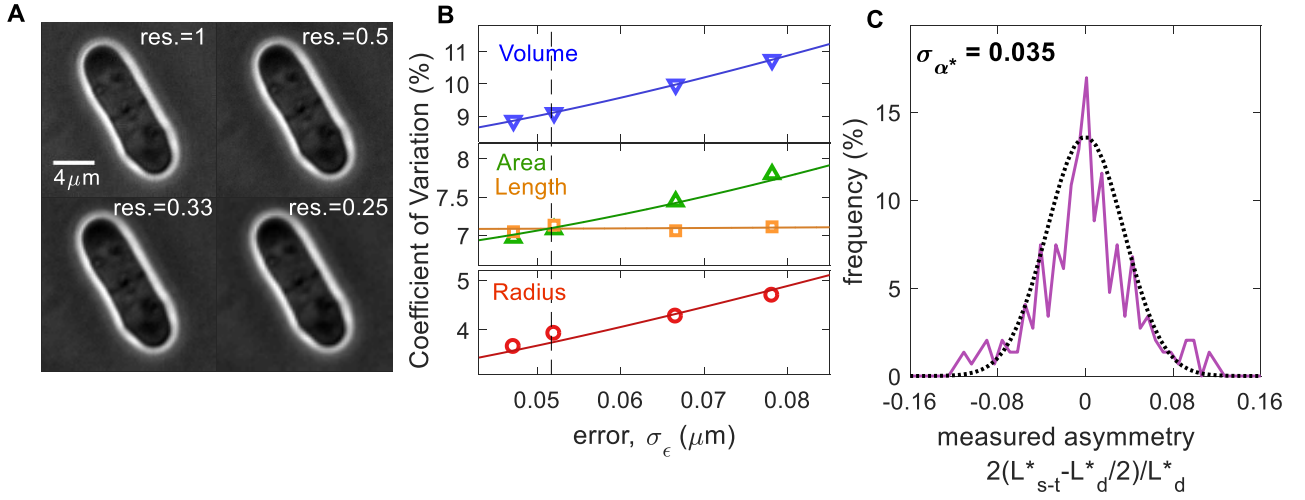 A
res.=1
res.=0.5
4μm
res.=0.33
res.=0.25
B
Volume
11
10
9
Area
Length
8
7.5
7
Radius
5
4
Coefficient of Variation (%)
0.05 0.06 0.07 0.08
error, σϵ (μm)
C
σα* = 0.035
frequency (%)
15
10
5
0
-0.16 -0.08 0 0.08 0.16
measured asymmetry
2(L*s-t-L*d/2)/L*d